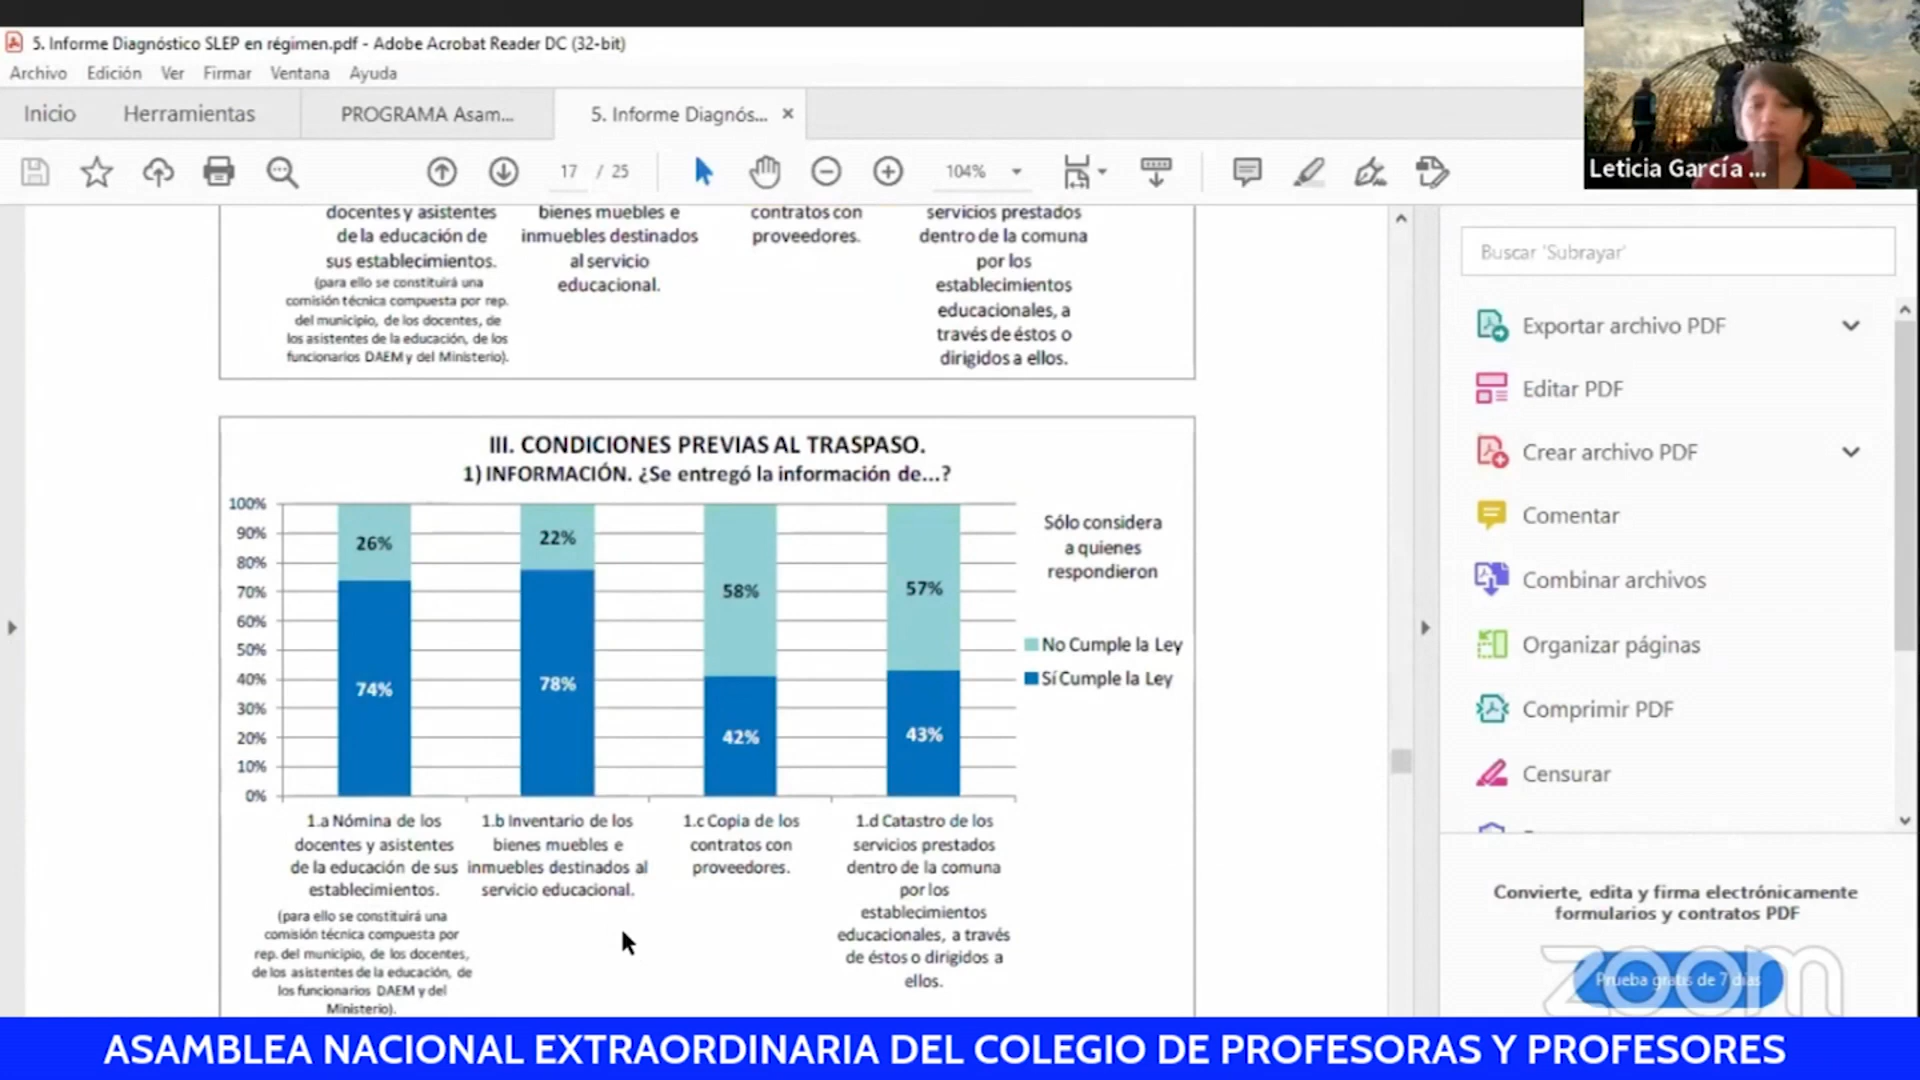 5. Informe Diagnóstico SLEP en régimen.pdf - Adobe Acrobat Reader DC (32-bit)
Archivo Edición Ver Firmar Ventana Ayuda
Inicio Herramientas PROGRAMA Asam... 5. Informe Diagnós... ×
17 / 25 104%
Leticia García ...
docentes y asistentes
de la educación de
sus establecimientos.
(para ello se constituirá una
comisión técnica compuesta por rep.
del municipio, de los docentes, de
los asistentes de la educación, de los
funcionarios DAEM y del Ministerio).
bienes muebles e
inmuebles destinados
al servicio
educacional.
contratos con
proveedores.
servicios prestados
dentro de la comuna
por los
establecimientos
educacionales, a
través de éstos o
dirigidos a ellos.
III. CONDICIONES PREVIAS AL TRASPASO.
1) INFORMACIÓN. ¿Se entregó la información de...?
100%
90%
80%
70%
60%
50%
40%
30%
20%
10%
0%
26%
74%
22%
78%
58%
42%
57%
43%
Sólo considera
a quienes
respondieron
No Cumple la Ley
Sí Cumple la Ley
1.a Nómina de los
docentes y asistentes
de la educación de sus
establecimientos.
(para ello se constituirá una
comisión técnica compuesta por
rep. del municipio, de los docentes,
de los asistentes de la educación, de
los funcionarios DAEM y del
Ministerio).
1.b Inventario de los
bienes muebles e
inmuebles destinados al
servicio educacional.
1.c Copia de los
contratos con
proveedores.
1.d Catastro de los
servicios prestados
dentro de la comuna
por los
establecimientos
educacionales, a través
de éstos o dirigidos a
ellos.
Buscar 'Subrayar'
Exportar archivo PDF
Editar PDF
Crear archivo PDF
Comentar
Combinar archivos
Organizar páginas
Comprimir PDF
Censurar
Convierte, edita y firma electrónicamente
formularios y contratos PDF
Prueba gratis de 7 días
zoom
ASAMBLEA NACIONAL EXTRAORDINARIA DEL COLEGIO DE PROFESORAS Y PROFESORES